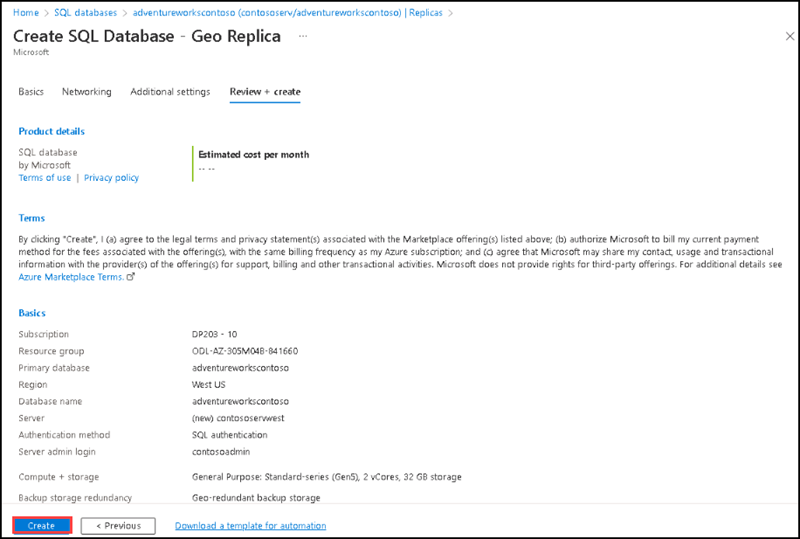 Home > SQL databases > adventureworkscontoso (contososerv/adventureworkscontoso) | Replicas >
Create SQL Database - Geo Replica ...
Microsoft
Basics Networking Additional settings Review + create
Product details
SQL database
by Microsoft
Terms of use | Privacy policy
Estimated cost per month
-- --
Terms
By clicking "Create", I (a) agree to the legal terms and privacy statement(s) associated with the Marketplace offering(s) listed above; (b) authorize Microsoft to bill my current payment
method for the fees associated with the offering(s), with the same billing frequency as my Azure subscription; and (c) agree that Microsoft may share my contact, usage and transactional
information with the provider(s) of the offering(s) for support, billing and other transactional activities. Microsoft does not provide rights for third-party offerings. For additional details see
Azure Marketplace Terms.
Basics
Subscription DP203 - 10
Resource group ODL-AZ-305M04B-841660
Primary database adventureworkscontoso
Region West US
Database name adventureworkscontoso
Server (new) contososervwest
Authentication method SQL authentication
Server admin login contosoadmin
Compute + storage General Purpose: Standard-series (Gen5), 2 vCores, 32 GB storage
Backup storage redundancy Geo-redundant backup storage
Create < Previous Download a template for automation